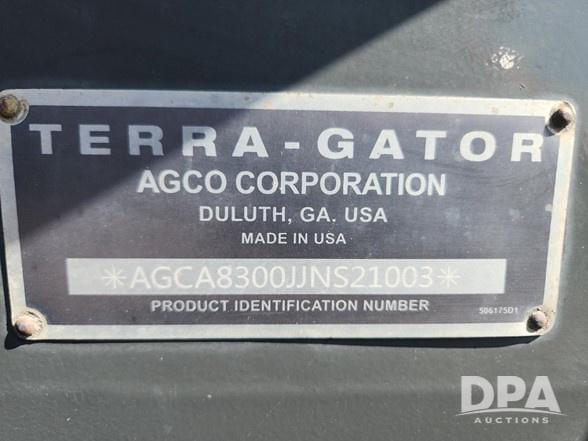 TERRA-GATOR
AGCO CORPORATION
DULUTH, GA. USA
MADE IN USA
*AGCA8300JJNS21003*
PRODUCT IDENTIFICATION NUMBER
506175D1
DPA
AUCTIONS